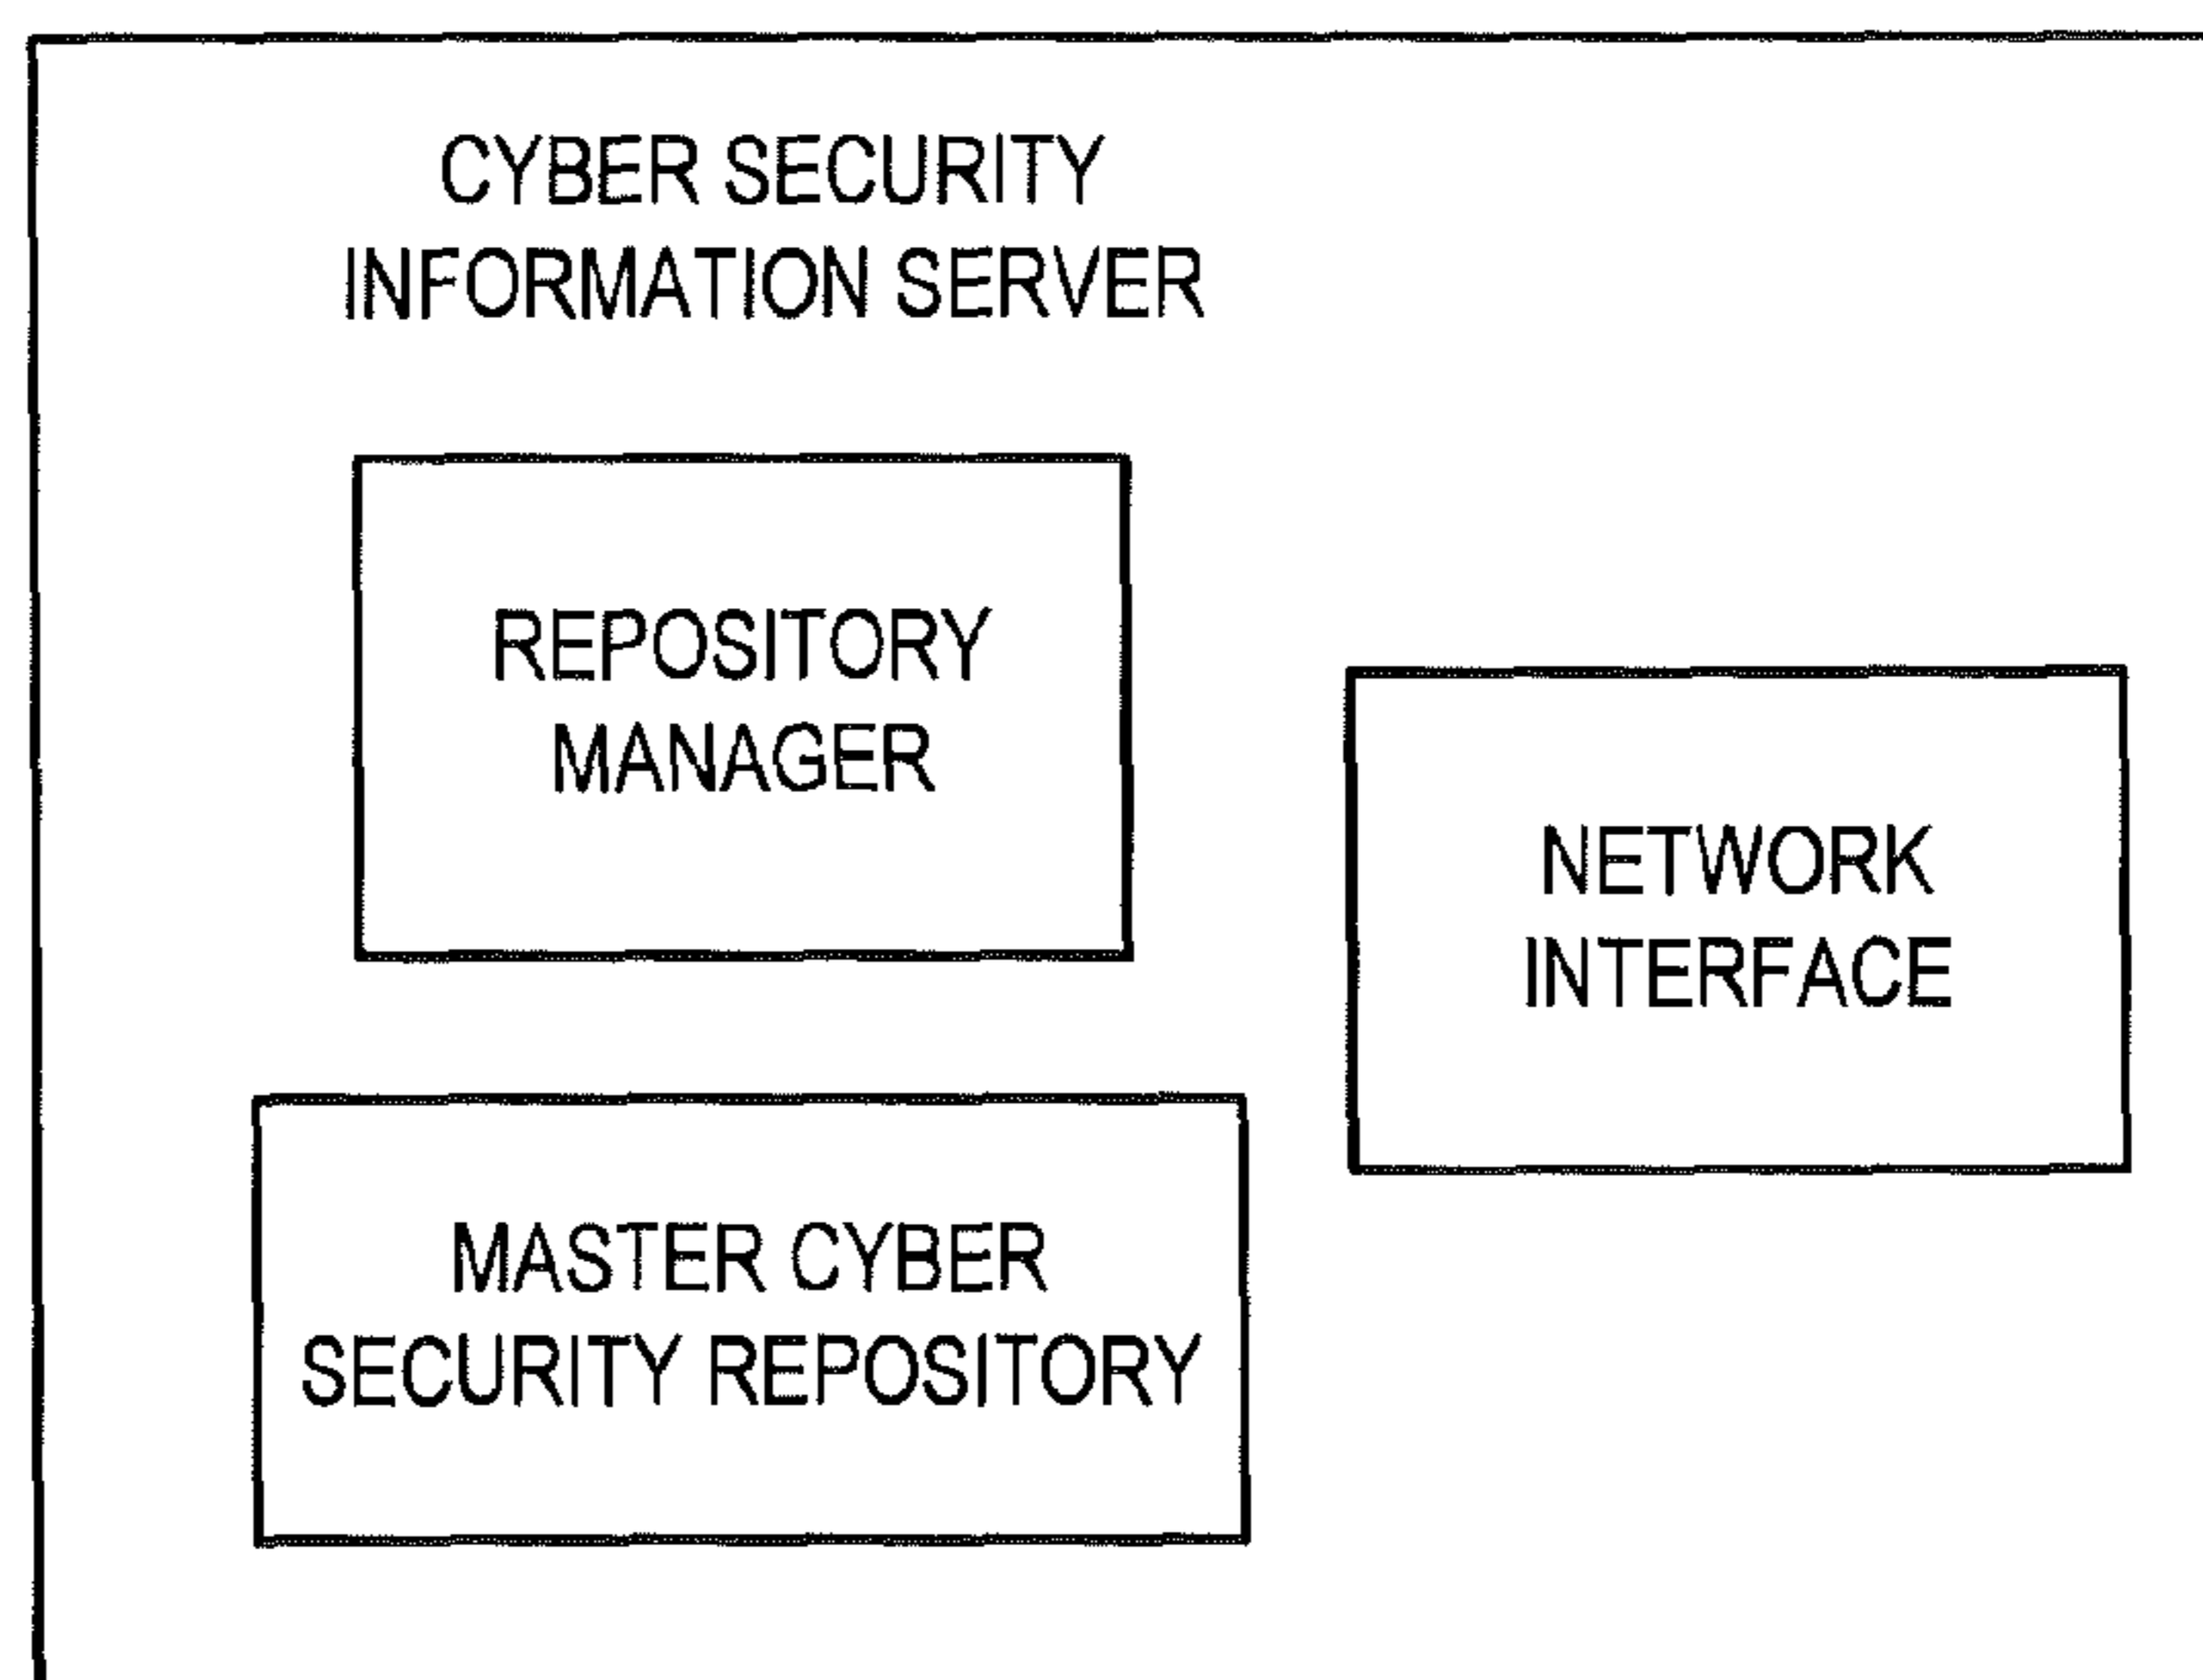 CYBER SECURITY
INFORMATION SERVER
REPOSITORY
MANAGER
NETWORK
INTERFACE
MASTER CYBER
SECURITY REPOSITORY